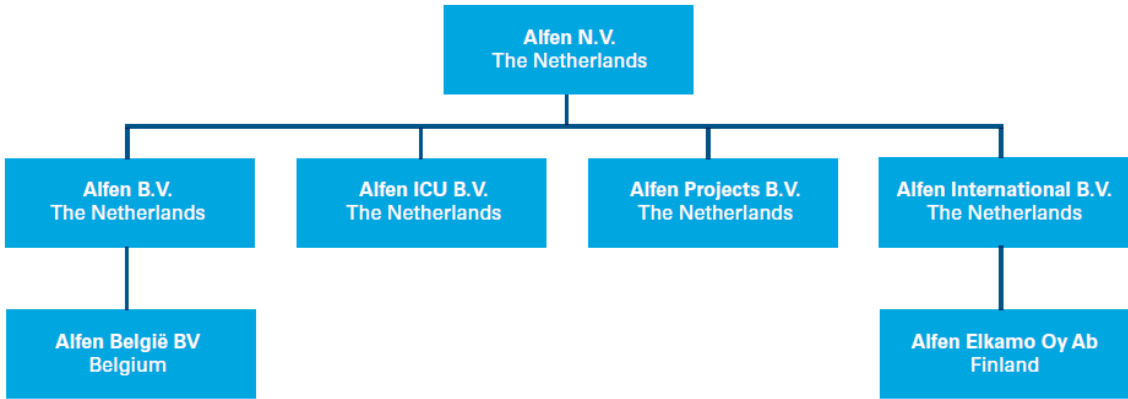 Alfen N.V.
The Netherlands
Alfen B.V.
The Netherlands
Alfen ICU B.V.
The Netherlands
Alfen Projects B.V.
The Netherlands
Alfen International B.V.
The Netherlands
Alfen België BV
Belgium
Alfen Elkamo Oy Ab
Finland